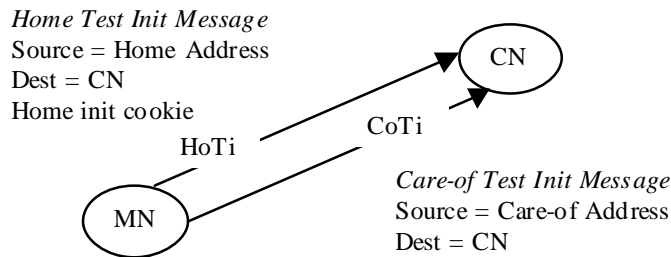 Home Test Init Message
Source = Home Address
Dest = CN
Home init cookie
CN
HoTi
CoTi
MN
Care-of Test Init Message
Source = Care-of Address
Dest = CN